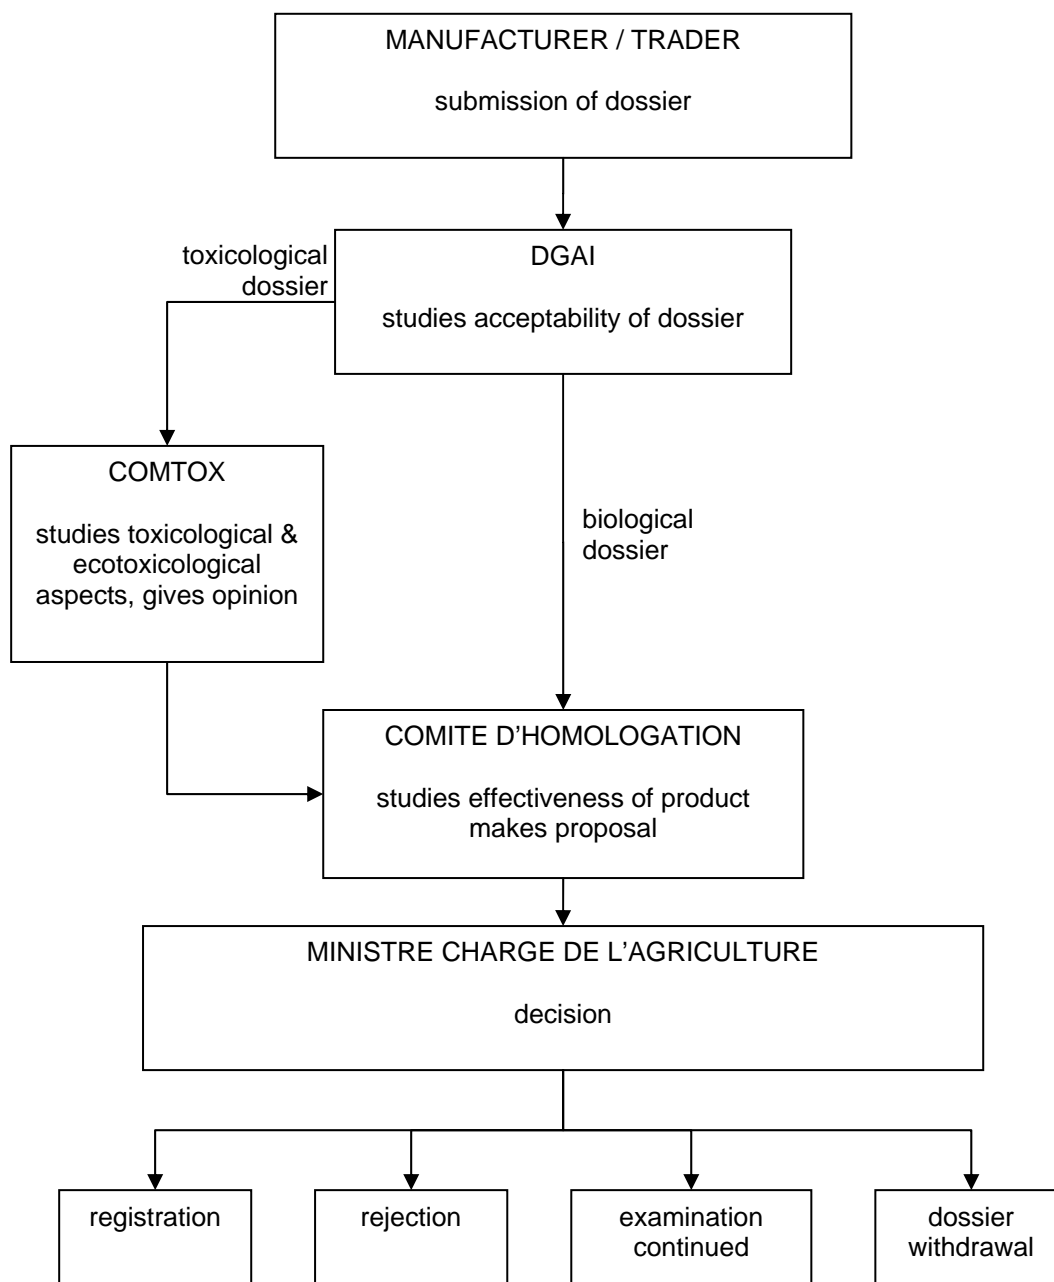 MANUFACTURER / TRADER
submission of dossier
toxicological
dossier
DGAI
studies acceptability of dossier
COMTOX
studies toxicological &
ecotoxicological
aspects, gives opinion
biological
dossier
COMITE D'HOMOLOGATION
studies effectiveness of product
makes proposal
MINISTRE CHARGE DE L'AGRICULTURE
decision
registration
rejection
examination
continued
dossier
withdrawal